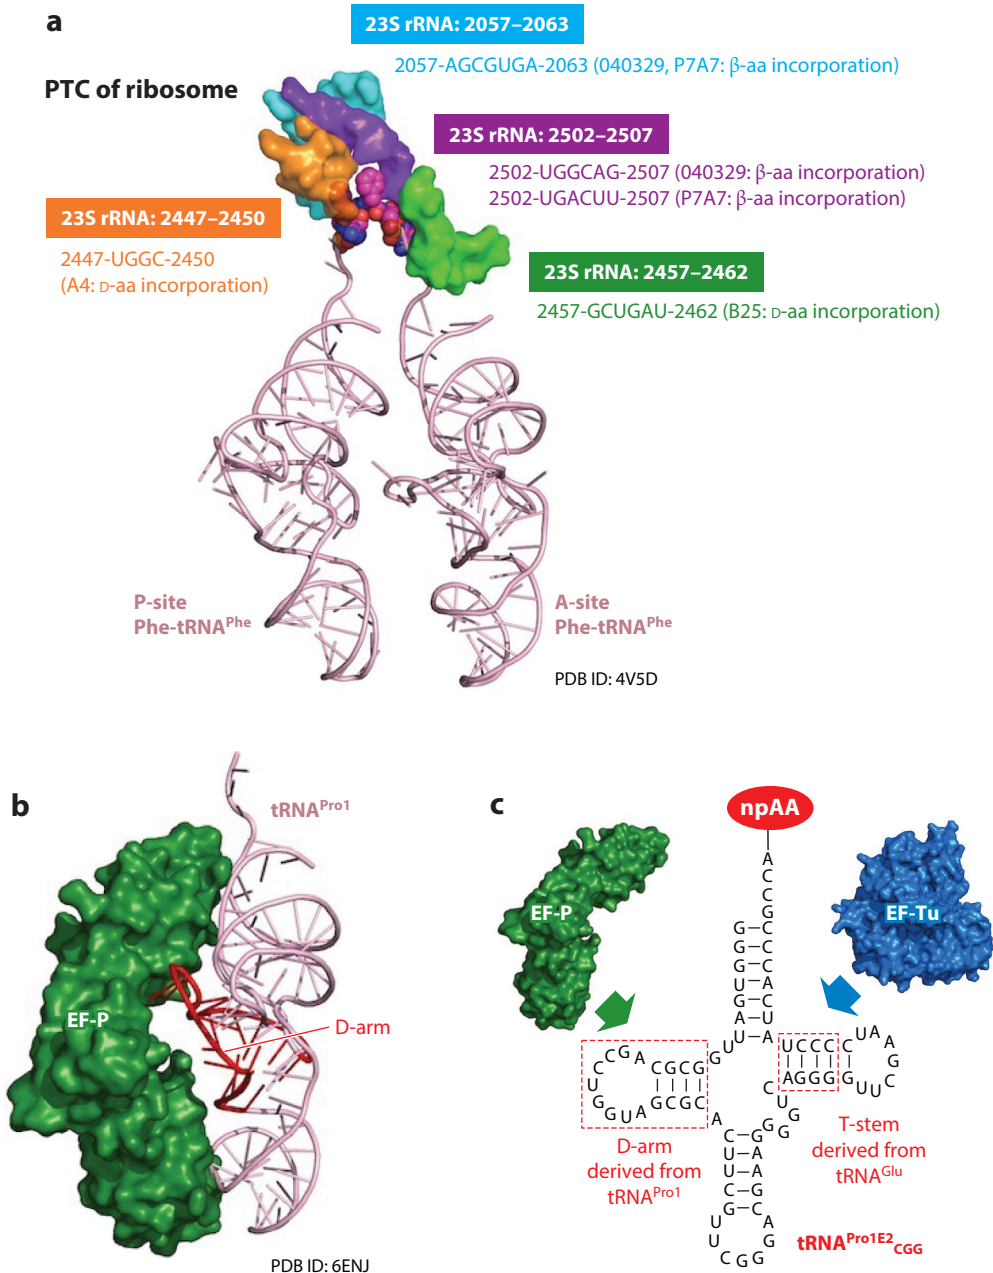 a
PTC of ribosome
23S rRNA: 2057–2063
2057-AGCGUGA-2063 (040329, P7A7: β-aa incorporation)
23S rRNA: 2502–2507
2502-UGGCAG-2507 (040329: β-aa incorporation)
2502-UGACUU-2507 (P7A7: β-aa incorporation)
23S rRNA: 2447–2450
2447-UGGC-2450
(A4: D-aa incorporation)
23S rRNA: 2457–2462
2457-GCUGAU-2462 (B25: D-aa incorporation)
P-site
Phe-tRNAPhe
A-site
Phe-tRNAPhe
PDB ID: 4V5D
b
tRNAPro1
EF-P
D-arm
PDB ID: 6ENJ
c
npAA
EF-P
EF-Tu
A
C
C
G
G C
G C
G C
U A
G C
A U
U A
G U
A G C C U C C G A C G C G
G G U A G C G C
A
U C C C C U A A G C U U G
A G G G
C U G G G
C G
U A
U A
C G
G C
U A
U G
C G G
D-arm
derived from
tRNAPro1
T-stem
derived from
tRNAGlu
tRNAPro1E2CGG